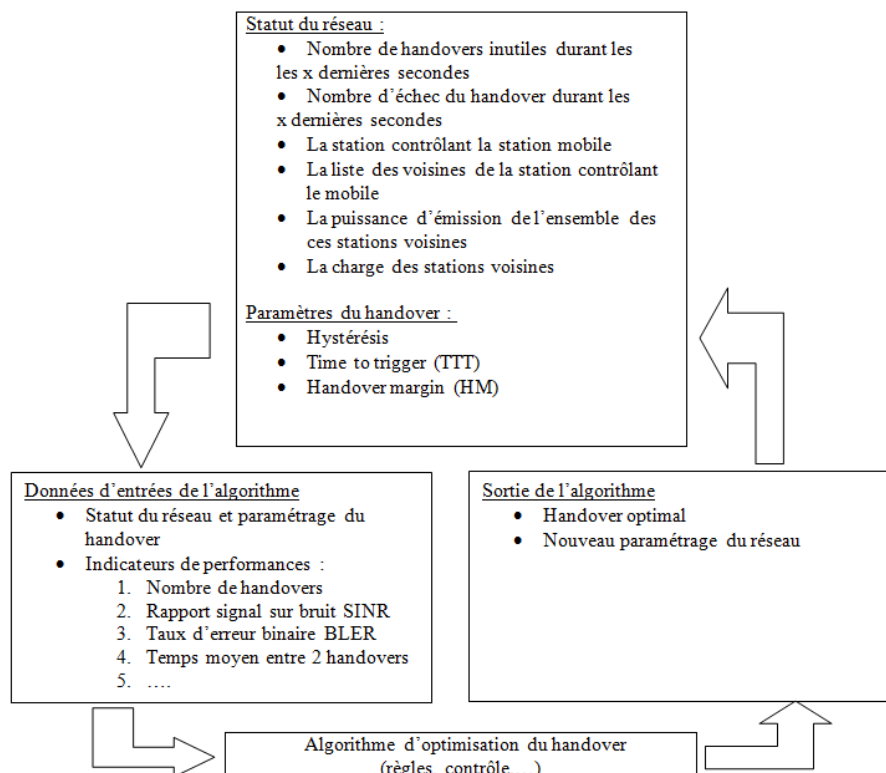 Statut du réseau :
• Nombre de handovers inutiles durant les
les x dernières secondes
• Nombre d'échec du handover durant les
x dernières secondes
• La station contrôlant la station mobile
• La liste des voisines de la station contrôlant
le mobile
• La puissance d'émission de l'ensemble des
ces stations voisines
• La charge des stations voisines
Paramètres du handover :
• Hystérésis
• Time to trigger (TTT)
• Handover margin (HM)
Données d'entrées de l'algorithme
• Statut du réseau et paramétrage du
handover
• Indicateurs de performances :
1. Nombre de handovers
2. Rapport signal sur bruit SINR
3. Taux d'erreur binaire BLER
4. Temps moyen entre 2 handovers
5. ….
Sortie de l'algorithme
• Handover optimal
• Nouveau paramétrage du réseau
Algorithme d'optimisation du handover
(règles, contrôle… )